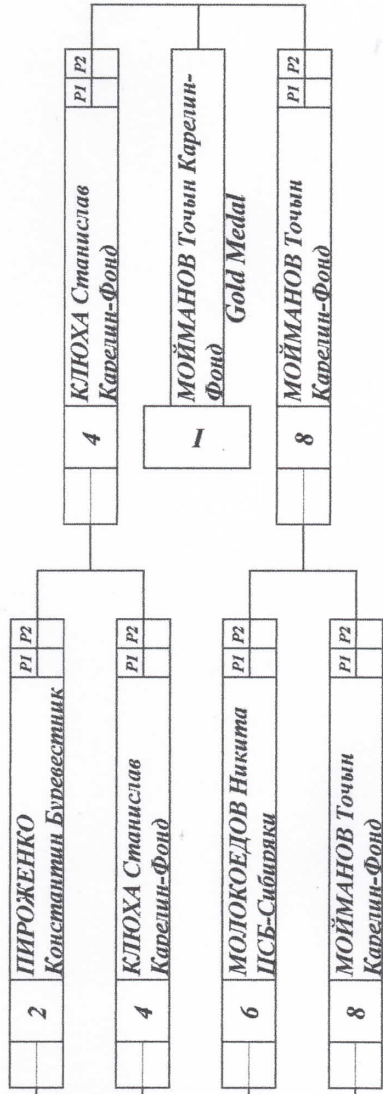 2
ПИРОЖЕНКО
Константин Буревестник
P1 P2
4
КЛЮХА Станислав
Карелин-Фонд
P1 P2
6
МОЛОКОЕДОВ Никита
ЦСБ-Сибиряки
P1 P2
8
МОЙМАНОВ Точын
Карелин-Фонд
P1 P2
4
КЛЮХА Станислав
Карелин-Фонд
P1 P2
I
МОЙМАНОВ Точын Карелин-
Фонд
Gold Medal
8
МОЙМАНОВ Точын
Карелин-Фонд
P1 P2